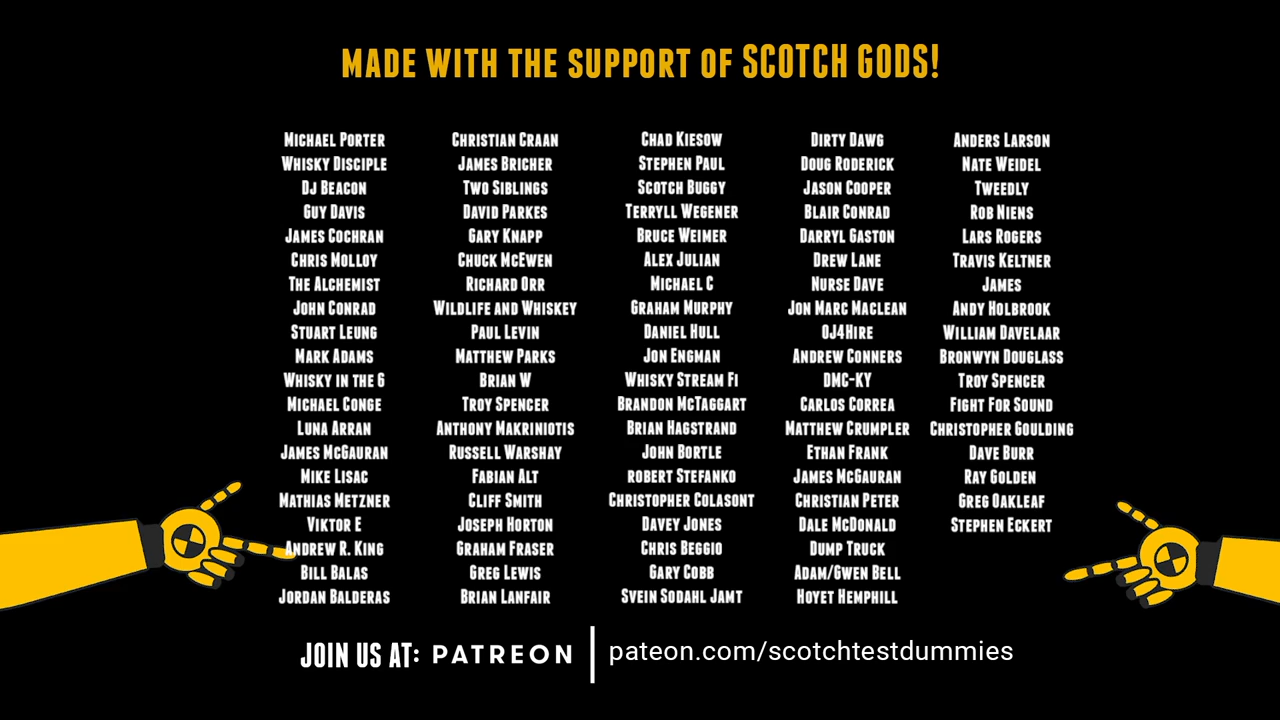 MADE WITH THE SUPPORT OF SCOTCH GODS!
MICHAEL PORTER
WHISKY DISCIPLE
DJ BEACON
GUY DAVIS
JAMES COCHRAN
CHRIS MOLLOY
THE ALCHEMIST
JOHN CONRAD
STUART LEUNG
MARK ADAMS
WHISKY IN THE 6
MICHAEL CONGE
LUNA ARRAN
JAMES MCGAURAN
MIKE LISAC
MATHIAS METZNER
VIKTOR E
ANDREW R. KING
BILL BALAS
JORDAN BALDERAS
CHRISTIAN CRAAN
JAMES BRICHER
TWO SIBLINGS
DAVID PARKES
GARY KNAPP
CHUCK MCEWEN
RICHARD ORR
WILDLIFE AND WHISKEY
PAUL LEVIN
MATTHEW PARKS
BRIAN W
TROY SPENCER
ANTHONY MAKRINIOTIS
RUSSELL WARSHAY
FABIAN ALT
CLIFF SMITH
JOSEPH HORTON
GRAHAM FRASER
GREG LEWIS
BRIAN LANFAIR
CHAD KIESOW
STEPHEN PAUL
SCOTCH BUGGY
TERRYLL WEGENER
BRUCE WEIMER
ALEX JULIAN
MICHAEL C
GRAHAM MURPHY
DANIEL HULL
JON ENGMAN
WHISKY STREAM FI
BRANDON MCTAGGART
BRIAN HAGSTRAND
JOHN BORTLE
ROBERT STEFANKO
CHRISTOPHER COLASONT
DAVEY JONES
CHRIS BEGGIO
GARY COBB
SVEIN SODAHL JAMT
DIRTY DAWG
DOUG RODERICK
JASON COOPER
BLAIR CONRAD
DARRYL GASTON
DREW LANE
NURSE DAVE
JON MARC MACLEAN
OJ4HIRE
ANDREW CONNERS
DMC-KY
CARLOS CORREA
MATTHEW CRUMPLER
ETHAN FRANK
JAMES MCGAURAN
CHRISTIAN PETER
DALE MCDONALD
DUMP TRUCK
ADAM/GWEN BELL
HOYET HEMPHILL
ANDERS LARSON
NATE WEIDEL
TWEEDLY
ROB NIENS
LARS ROGERS
TRAVIS KELTNER
JAMES
ANDY HOLBROOK
WILLIAM DAVELAAR
BRONWYN DOUGLASS
TROY SPENCER
FIGHT FOR SOUND
CHRISTOPHER GOULDING
DAVE BURR
RAY GOLDEN
GREG OAKLEAF
STEPHEN ECKERT
JOIN US AT: PATREON | pateon.com/scotchtestdummies